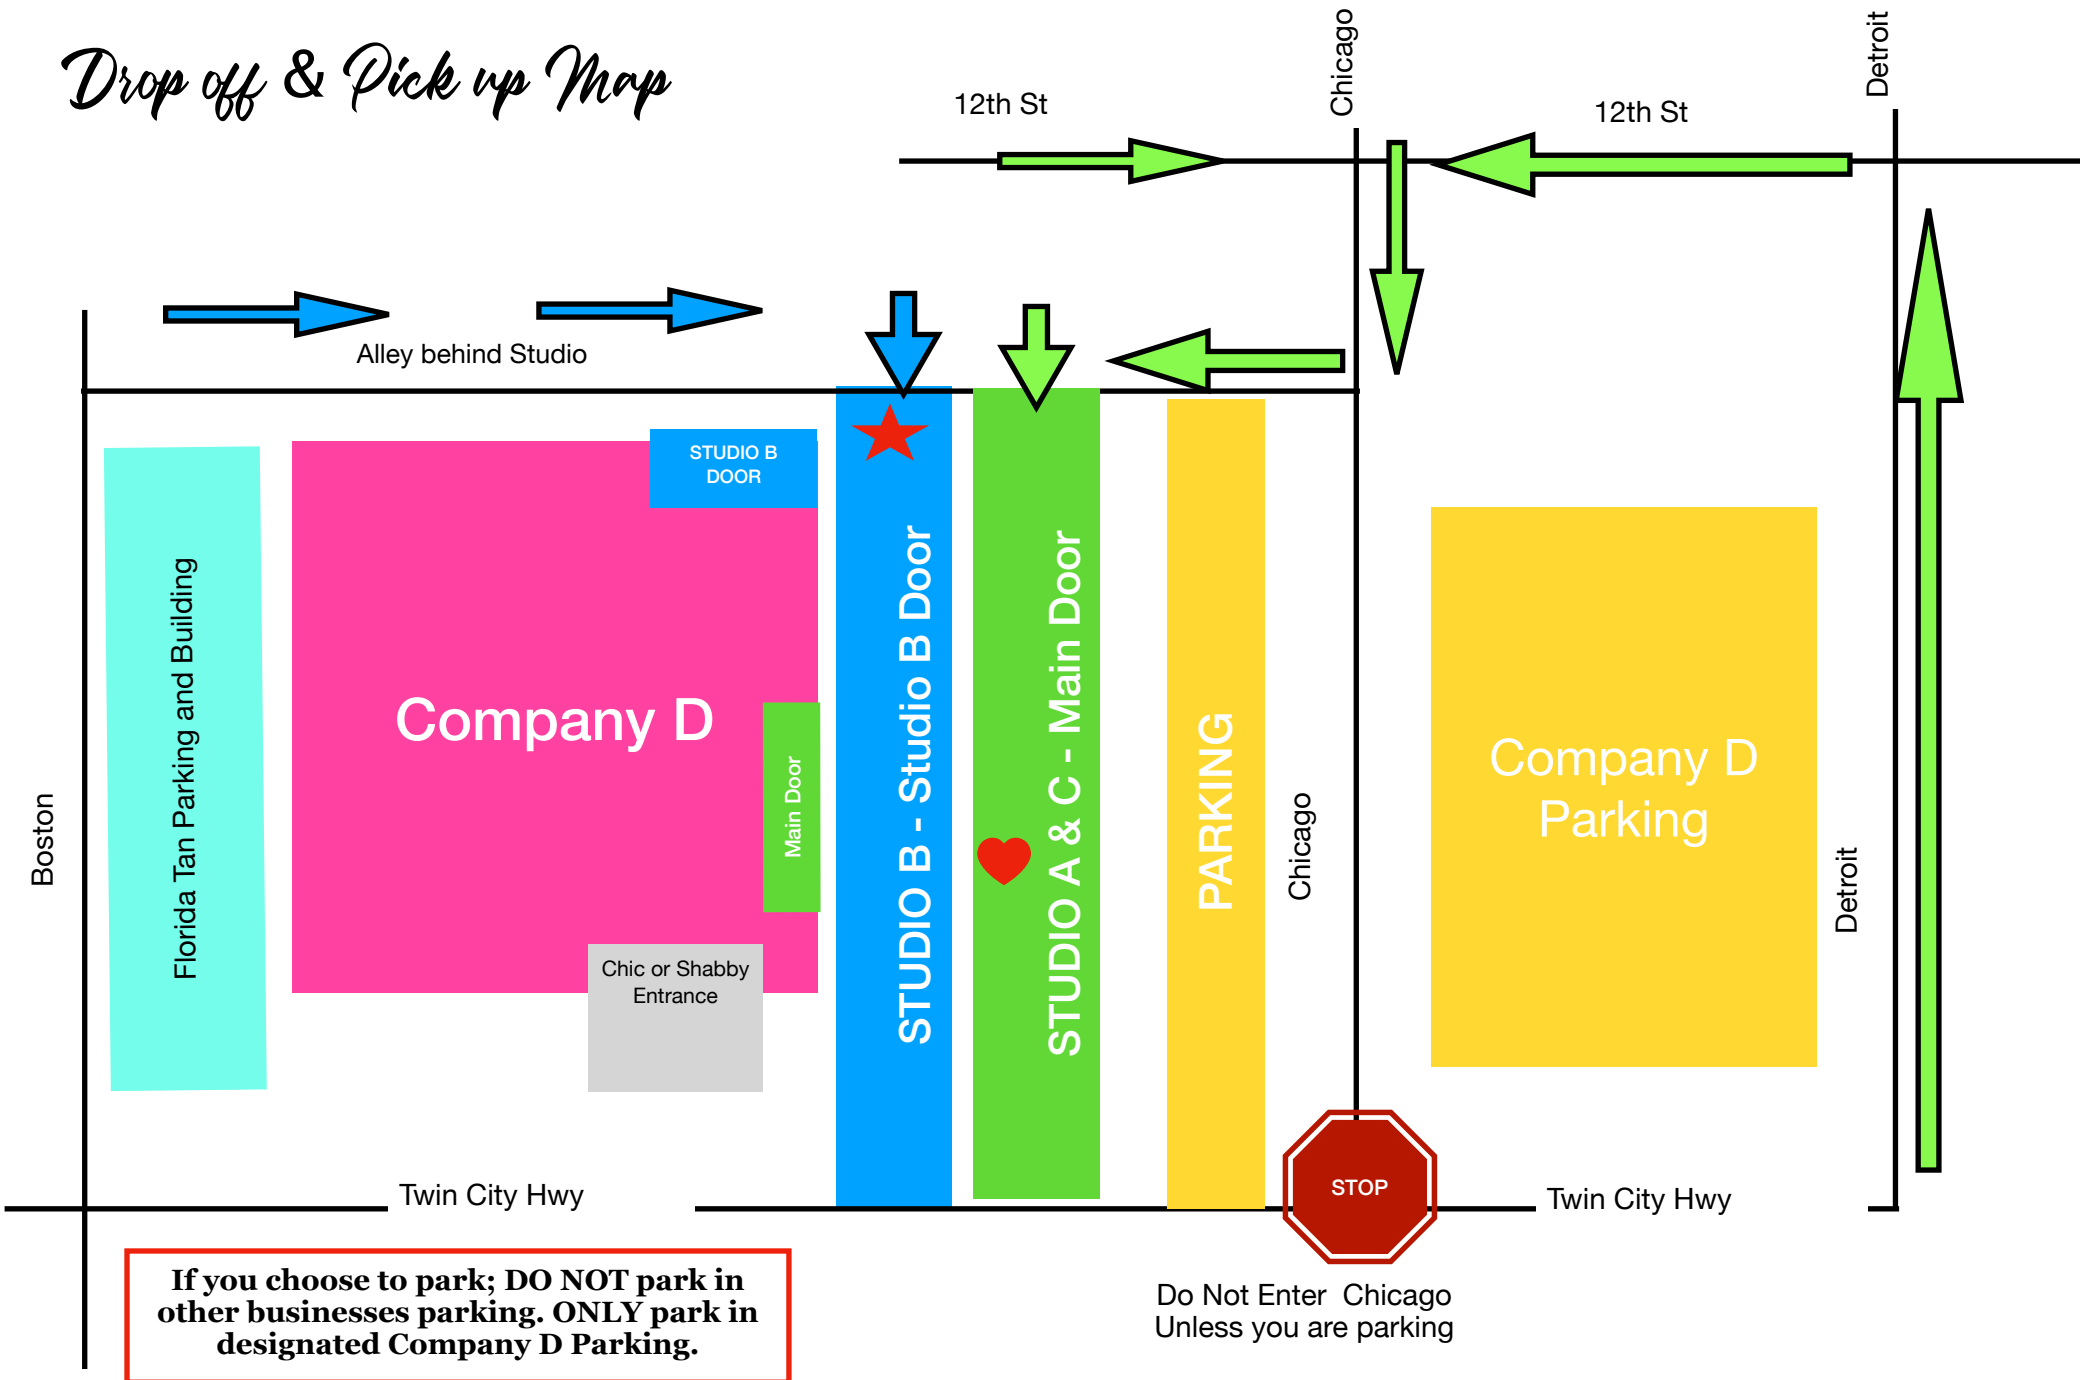 Drop off & Pick up Map
12th St
Chicago
12th St
Detroit
Alley behind Studio
STUDIO B
DOOR
Florida Tan Parking and Building
Company D
Main Door
Chic or Shabby
Entrance
STUDIO B - Studio B Door
STUDIO A & C - Main Door
PARKING
Chicago
Company D
Parking
Boston
Detroit
Twin City Hwy
STOP
Twin City Hwy
If you choose to park; DO NOT park in
other businesses parking. ONLY park in
designated Company D Parking.
Do Not Enter Chicago
Unless you are parking